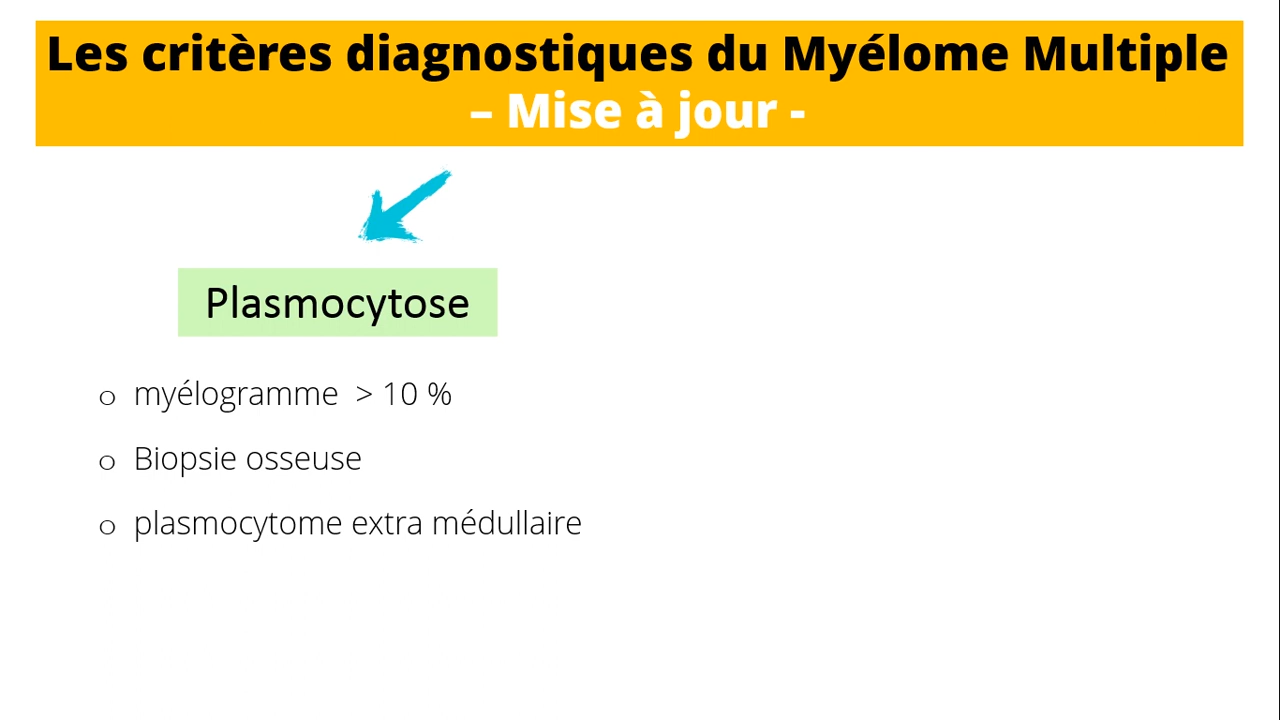 Les critères diagnostiques du Myélome Multiple
– Mise à jour -
Plasmocytose
o myélogramme  > 10 %
o Biopsie osseuse
o plasmocytome extra médullaire